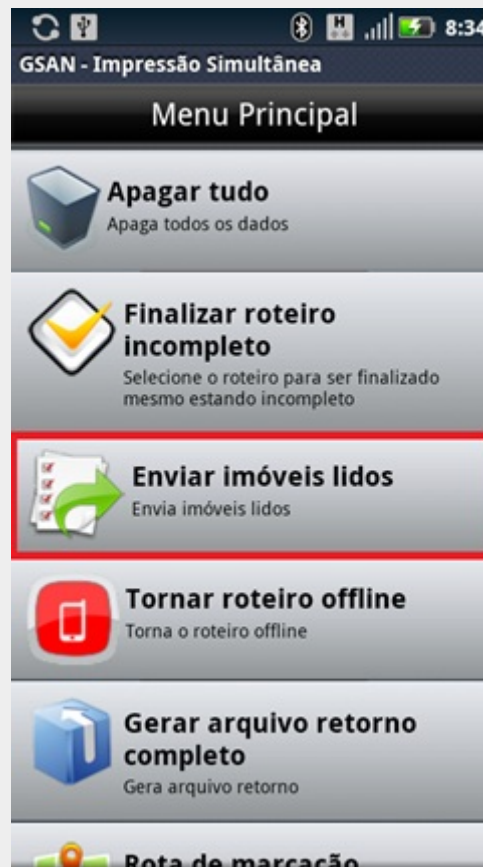 8:34
GSAN - Impressão Simultânea
Menu Principal
Apagar tudo
Apaga todos os dados
Finalizar roteiro
incompleto
Selecione o roteiro para ser finalizado
mesmo estando incompleto
Enviar imóveis lidos
Envia imóveis lidos
Tornar roteiro offline
Torna o roteiro offline
Gerar arquivo retorno
completo
Gera arquivo retorno
Rota de marcação